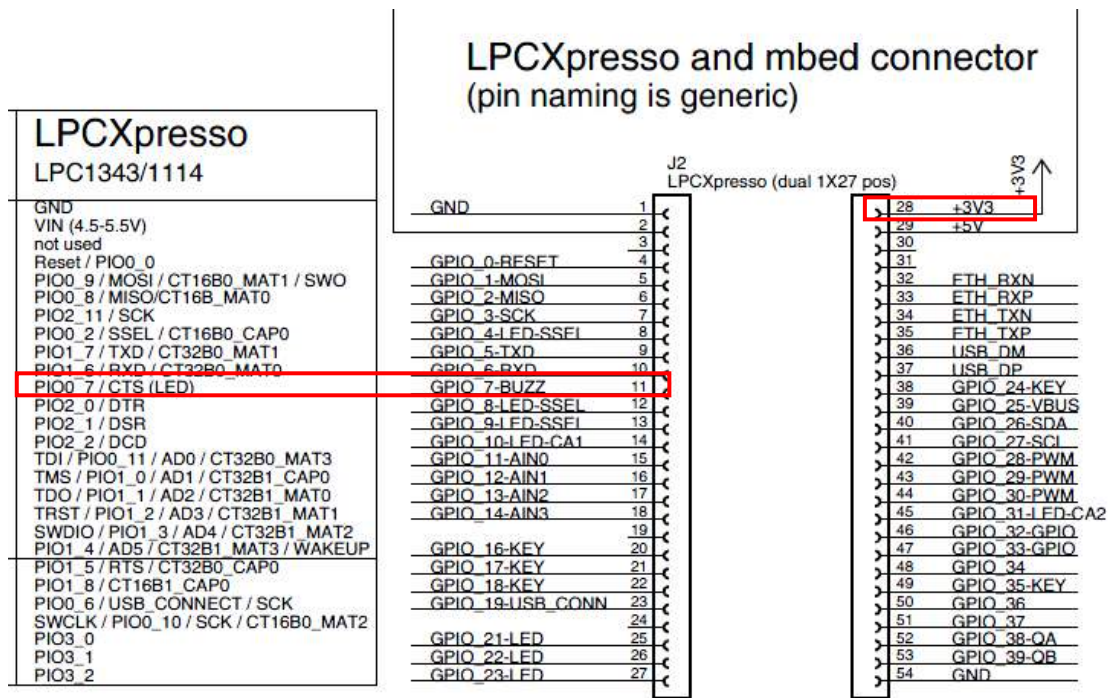 LPCXpresso and mbed connector
(pin naming is generic)
LPCXpresso
LPC1343/1114
GND
VIN (4.5-5.5V)
not used
Reset / PIO0_0
PIO0_9 / MOSI / CT16B0_MAT1 / SWO
PIO0_8 / MISO/CT16B_MAT0
PIO2_11 / SCK
PIO0_2 / SSEL / CT16B0_CAP0
PIO1_7 / TXD / CT32B0_MAT1
PIO1_6 / RXD / CT32B0_MAT0
PIO0_7 / CTS (LED)
PIO2_0 / DTR
PIO2_1 / DSR
PIO2_2 / DCD
TDI / PIO0_11 / AD0 / CT32B0_MAT3
TMS / PIO1_0 / AD1 / CT32B1_CAP0
TDO / PIO1_1 / AD2 / CT32B1_MAT0
TRST / PIO1_2 / AD3 / CT32B1_MAT1
SWDIO / PIO1_3 / AD4 / CT32B1_MAT2
PIO1_4 / AD5 / CT32B1_MAT3 / WAKEUP
PIO1_5 / RTS / CT32B0_CAP0
PIO1_8 / CT16B1_CAP0
PIO0_6 / USB_CONNECT / SCK
SWCLK / PIO0_10 / SCK / CT16B0_MAT2
PIO3_0
PIO3_1
PIO3_2
J2
LPCXpresso (dual 1X27 pos)
+3V3
GND 1
2
3
GPIO_0-RESET 4
GPIO_1-MOSI 5
GPIO_2-MISO 6
GPIO_3-SCK 7
GPIO_4-LED-SSEL 8
GPIO_5-TXD 9
GPIO_6-RXD 10
GPIO_7-BUZZ 11
GPIO_8-LED-SSEL 12
GPIO_9-LED-SSEL 13
GPIO_10-LED-CA1 14
GPIO_11-AIN0 15
GPIO_12-AIN1 16
GPIO_13-AIN2 17
GPIO_14-AIN3 18
19
GPIO_16-KEY 20
GPIO_17-KEY 21
GPIO_18-KEY 22
GPIO_19-USB_CONN 23
24
GPIO_21-LED 25
GPIO_22-LED 26
GPIO_23-LED 27
28 +3V3
29 +5V
30
31
32 ETH_RXN
33 ETH_RXP
34 ETH_TXN
35 ETH_TXP
36 USB_DM
37 USB_DP
38 GPIO_24-KEY
39 GPIO_25-VBUS
40 GPIO_26-SDA
41 GPIO_27-SCL
42 GPIO_28-PWM
43 GPIO_29-PWM
44 GPIO_30-PWM
45 GPIO_31-LED-CA2
46 GPIO_32-GPIO
47 GPIO_33-GPIO
48 GPIO_34
49 GPIO_35-KEY
50 GPIO_36
51 GPIO_37
52 GPIO_38-OA
53 GPIO_39-OB
54 GND